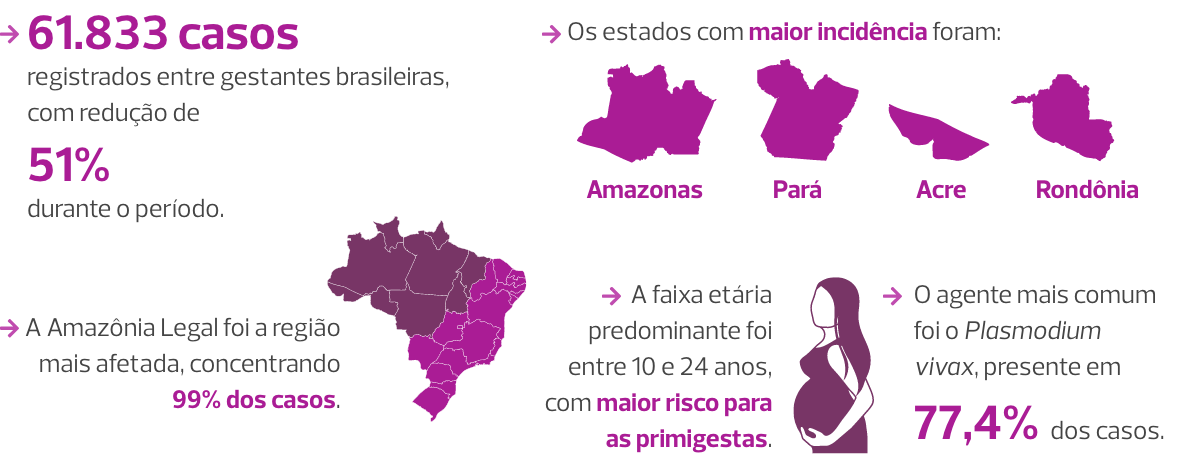 → 61.833 casos
registrados entre gestantes brasileiras,
com redução de
51%
durante o período.
→ A Amazônia Legal foi a região
mais afetada, concentrando
99% dos casos.
→ Os estados com maior incidência foram:
Amazonas
Pará
Acre
Rondônia
→ A faixa etária
predominante foi
entre 10 e 24 anos,
com maior risco para
as primigestas.
→ O agente mais comum
foi o Plasmodium
vivax, presente em
77,4% dos casos.